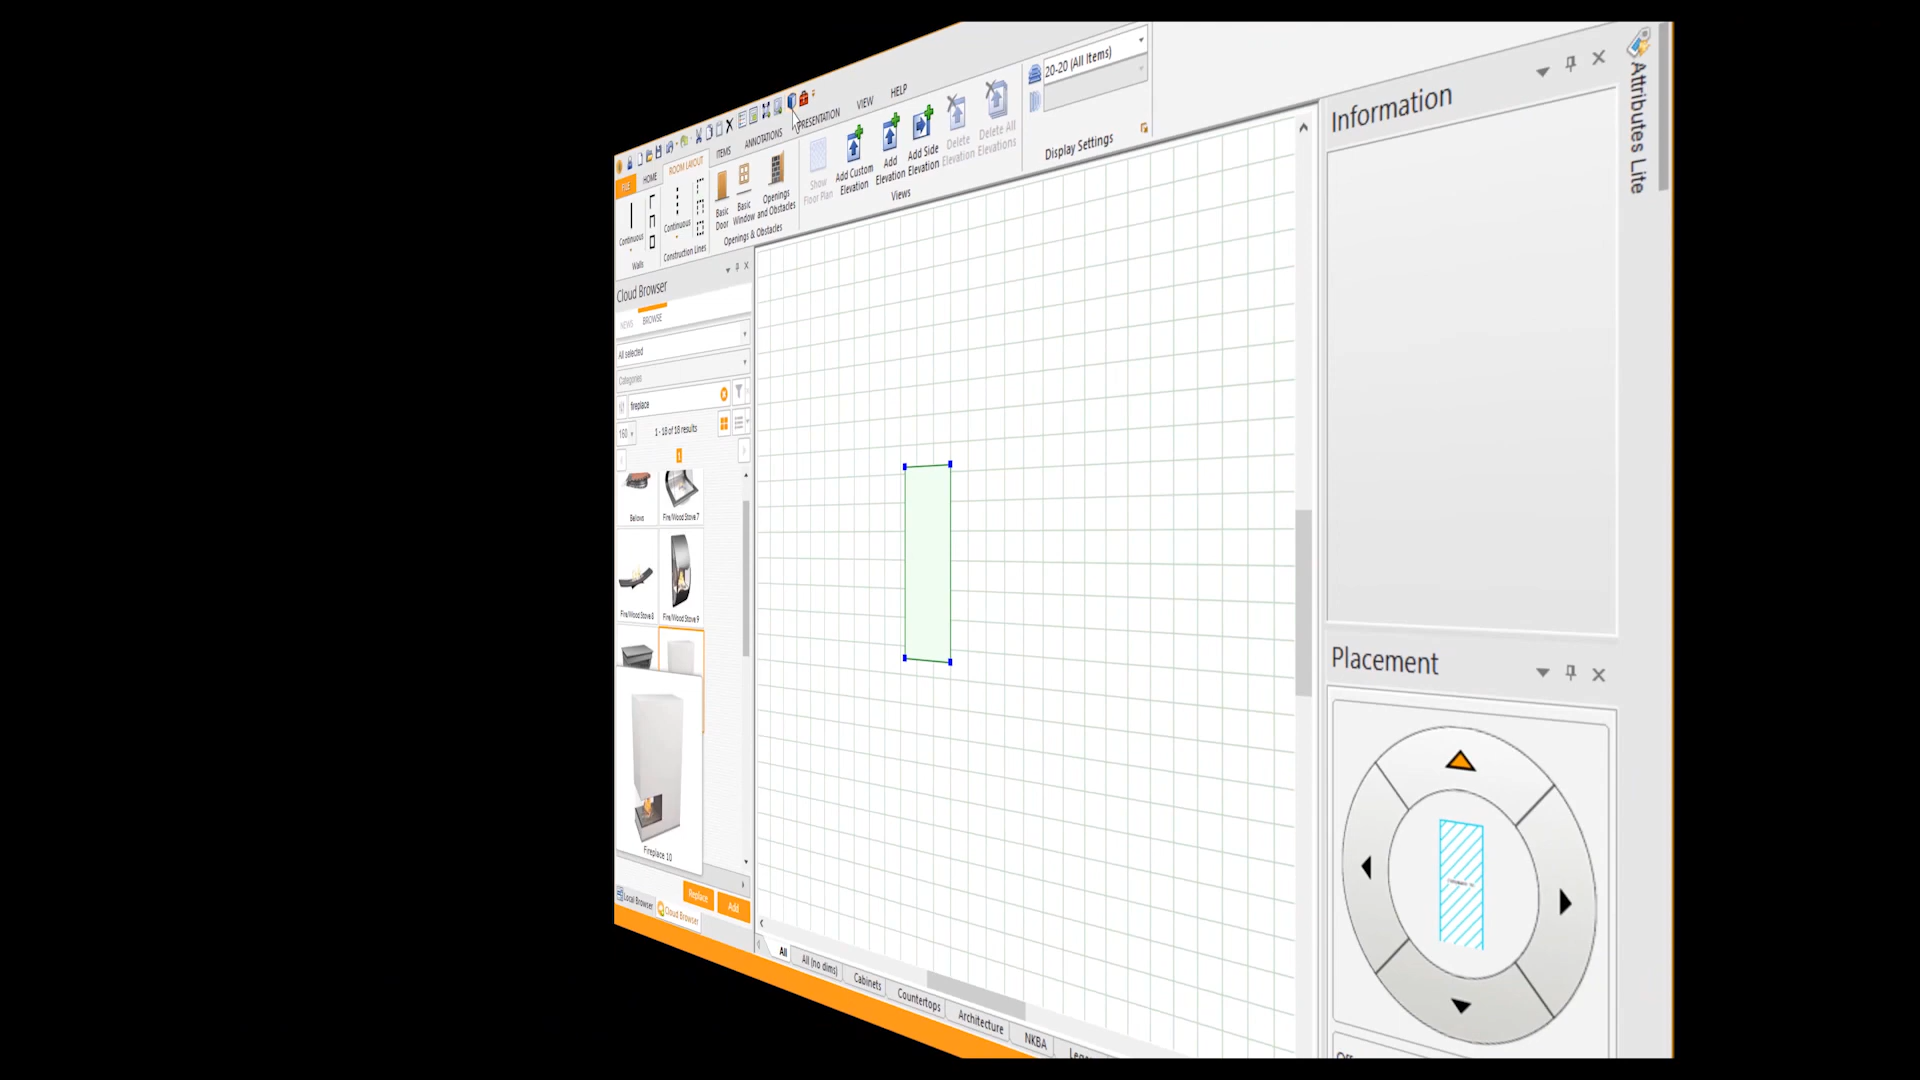 FILE
HOME
ROOM LAYOUT
ITEMS
ANNOTATIONS
PRESENTATION
VIEW
HELP
Continuous
Walls
Continuous
Construction Lines
Basic
Door
Basic
Window
Openings
and Obstacles
Openings & Obstacles
Show
Floor Plan
Add Custom
Elevation
Add
Elevation
Add Side
Elevation
Delete
Elevation
Delete All
Elevations
Views
20-20 (All Items)
Display Settings
Cloud Browser
NEWS
BROWSE
All selected
Categories
fireplace
160
1 - 18 of 18 results
1
Bellows
Fire/Wood Stove 7
Fire/Wood Stove 8
Fire/Wood Stove 9
Fireplace 10
Replace
Add
Local Browser
Cloud Browser
All
All (no dims)
Cabinets
Countertops
Architecture
NKBA
Information
Attributes Lite
Placement